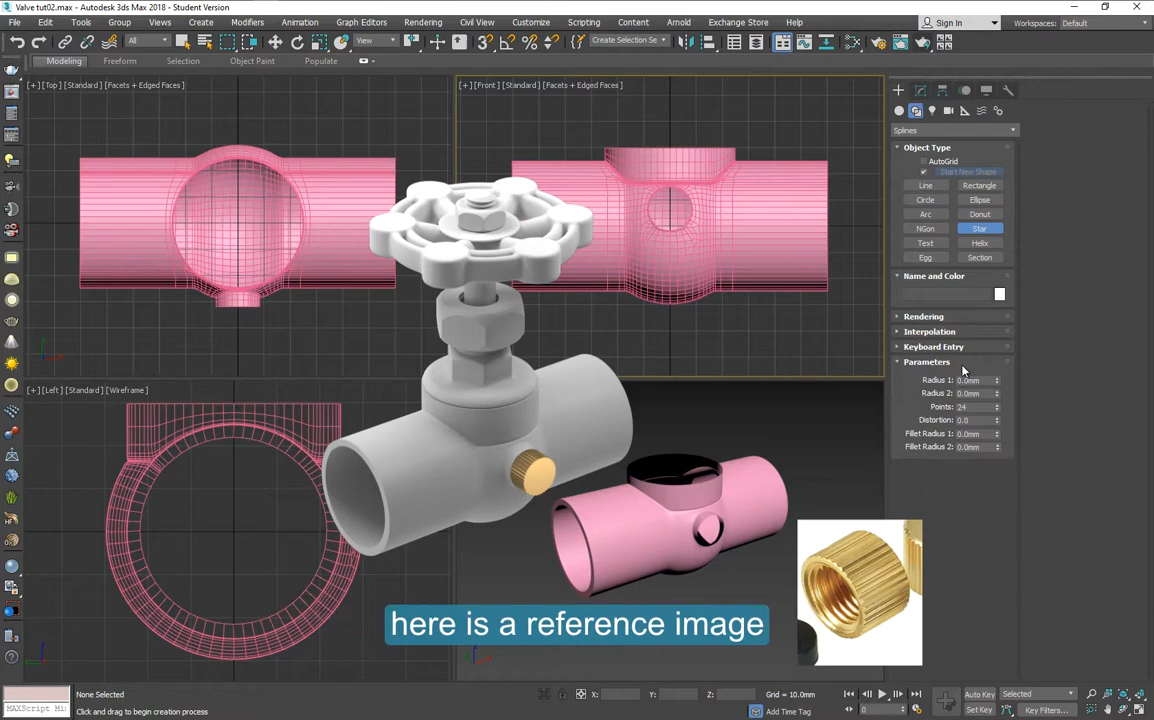 Valve tut02.max - Autodesk 3ds Max 2018 - Student Version
File Edit Tools Group Views Create Modifiers Animation Graph Editors Rendering Civil View Customize Scripting Content Arnold Exchange Store Help Sign In Workspaces: Default
All View Create Selection Se
Modeling Freeform Selection Object Paint Populate
[+] [Top] [Standard] [Facets + Edged Faces]
[+] [Front] [Standard] [Facets + Edged Faces]
Splines
Object Type
AutoGrid
Start New Shape
Line Rectangle
Circle Ellipse
Arc Donut
NGon Star
Text Helix
Egg Section
Name and Color
Rendering
Interpolation
Keyboard Entry
Parameters
Radius 1: 0.0mm
Radius 2: 0.0mm
Points: 24
Distortion: 0.0
Fillet Radius 1: 0.0mm
Fillet Radius 2: 0.0mm
[+] [Left] [Standard] [Wireframe]
here is a reference image
None Selected
X: Y: Z: Grid = 10.0mm
Auto Key Selected
MAXScript Mi
Click and drag to begin creation process
Add Time Tag
0
Set Key Key Filters...